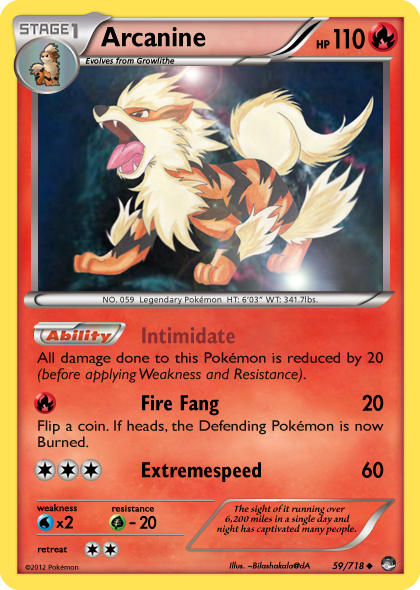 STAGE1
Arcanine
HP 110
Evolves from Growlithe
NO. 059 Legendary Pokémon HT: 6'03" WT: 341.7lbs.
Ability Intimidate
All damage done to this Pokémon is reduced by 20
(before applying Weakness and Resistance).
Fire Fang 20
Flip a coin. If heads, the Defending Pokémon is now
Burned.
Extremespeed 60
weakness resistance
x2 - 20
retreat
The sight of it running over
6,200 miles in a single day and
night has captivated many people.
©2012 Pokémon Illus. ~Bilashakala@dA 59/718